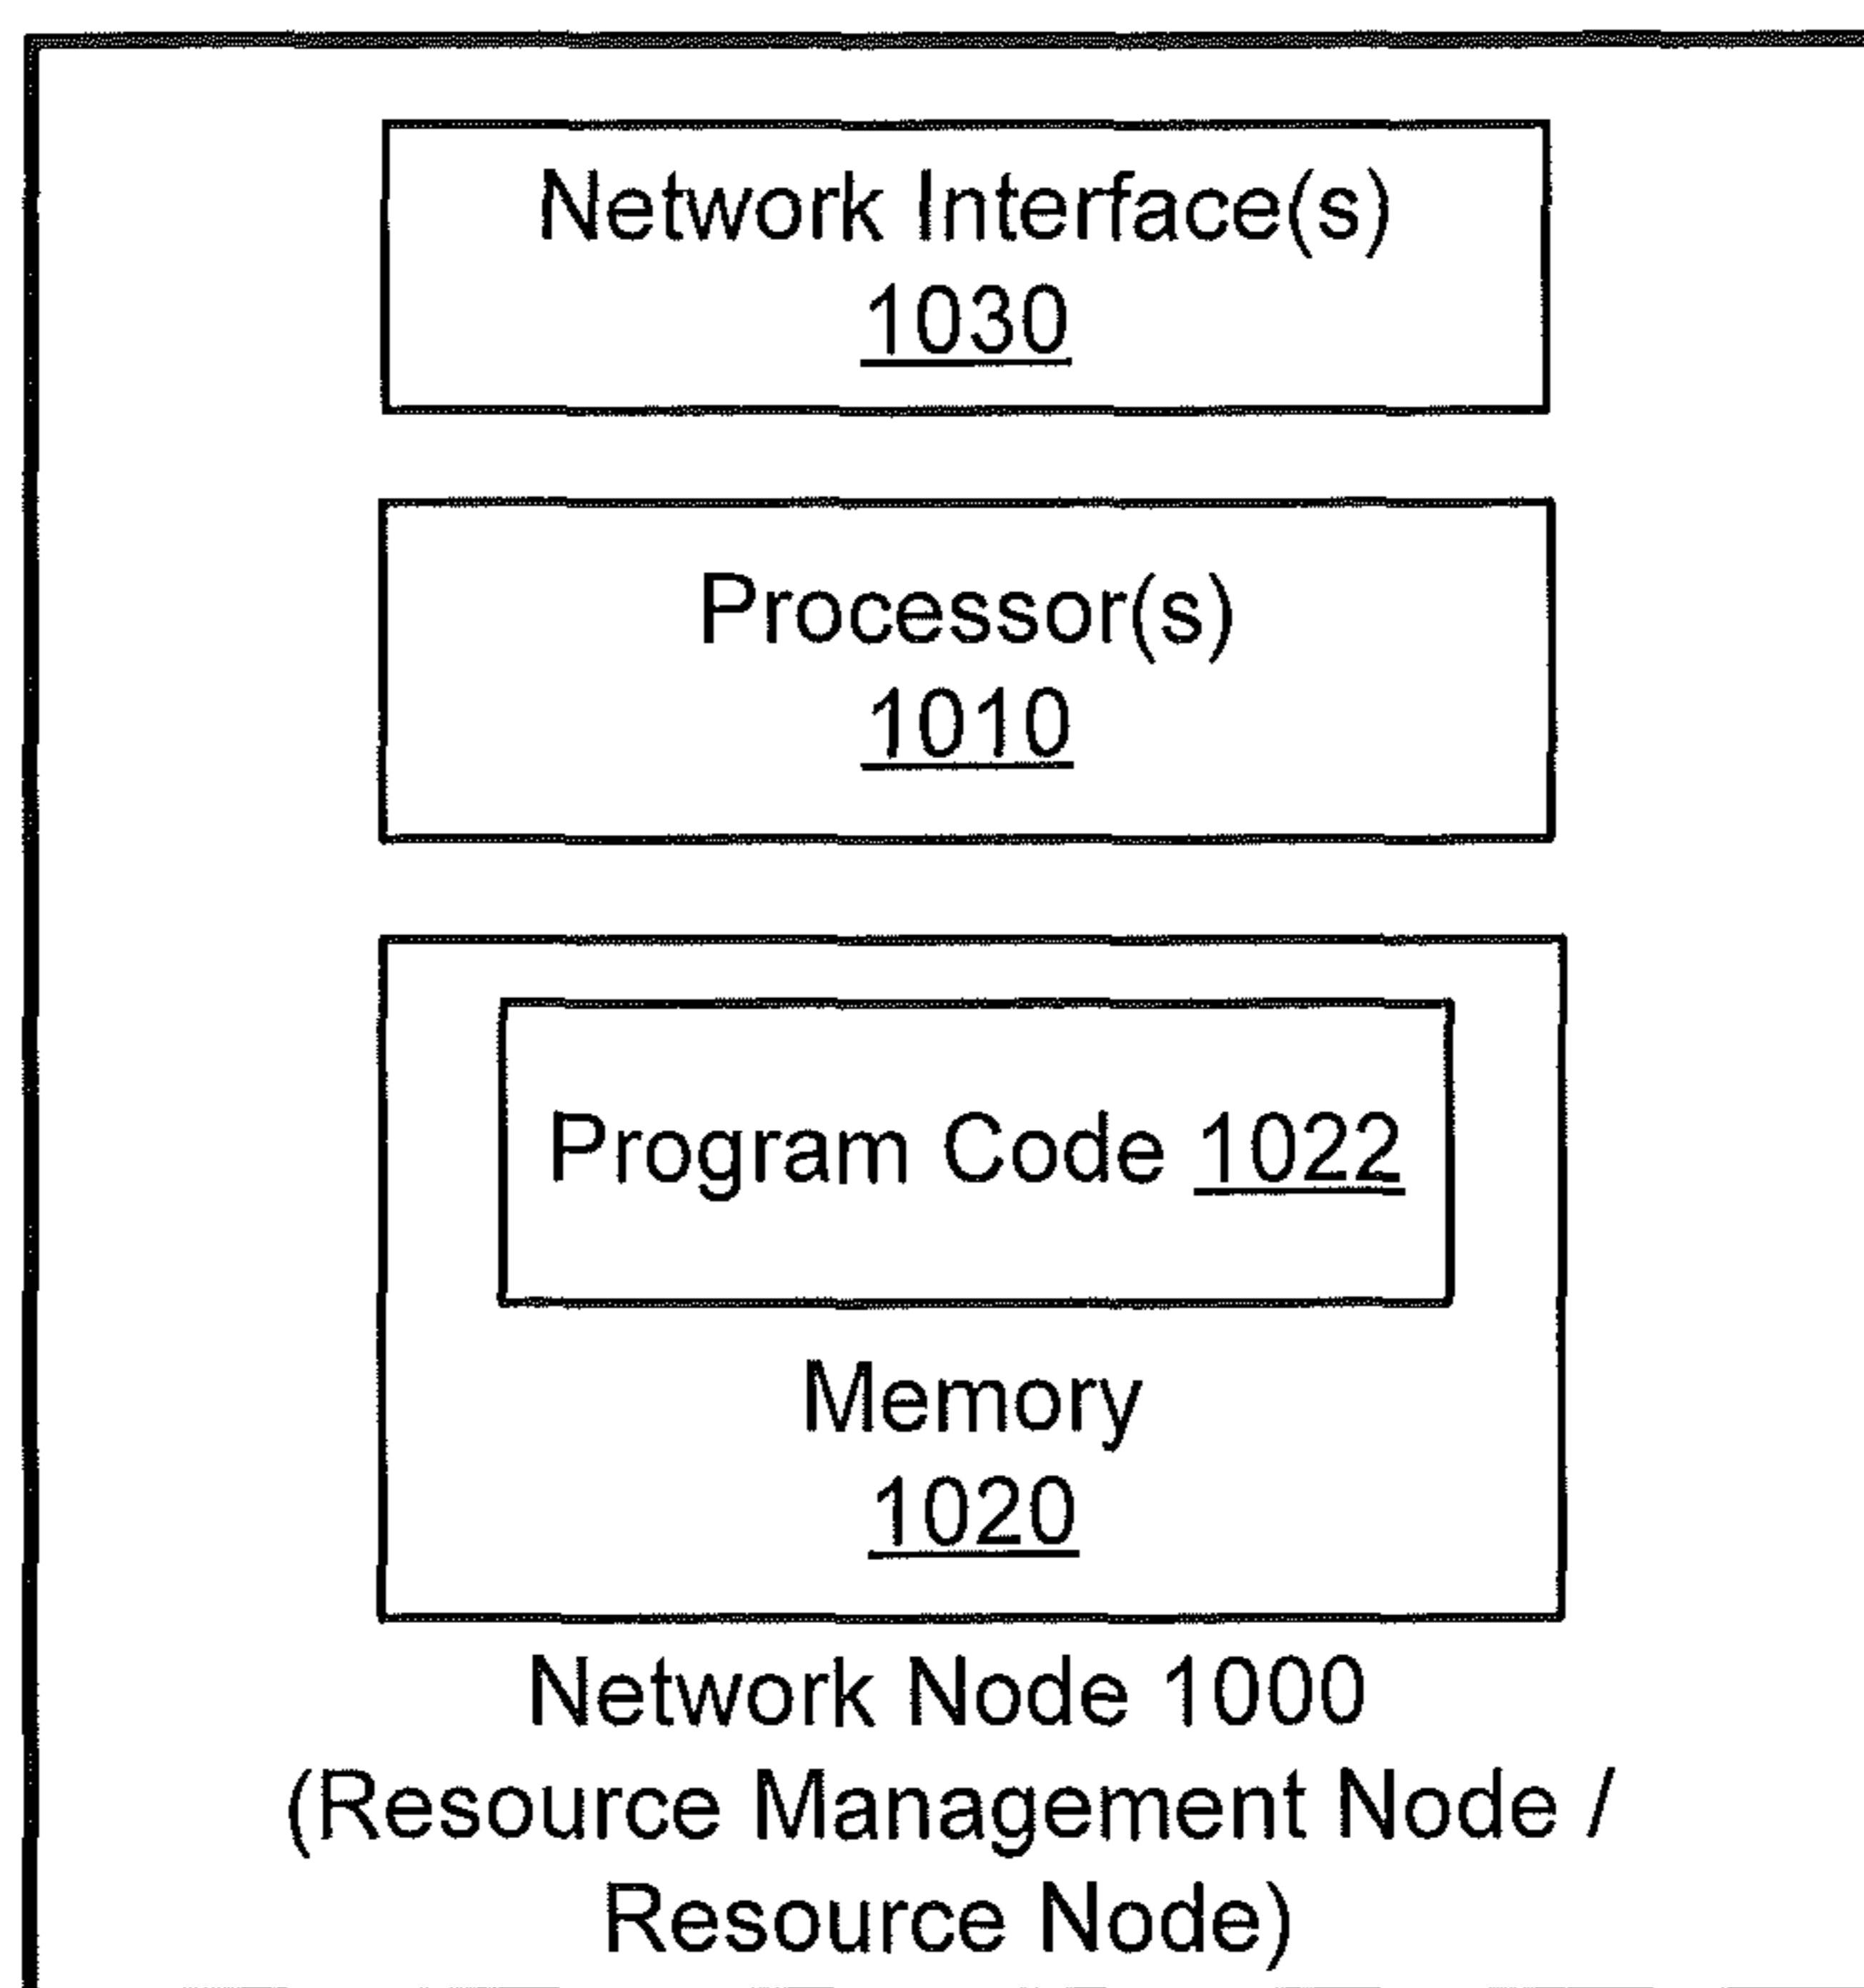 Network Interface(s)
1030
Processor(s)
1010
Program Code 1022
Memory
1020
Network Node 1000
(Resource Management Node /
Resource Node)